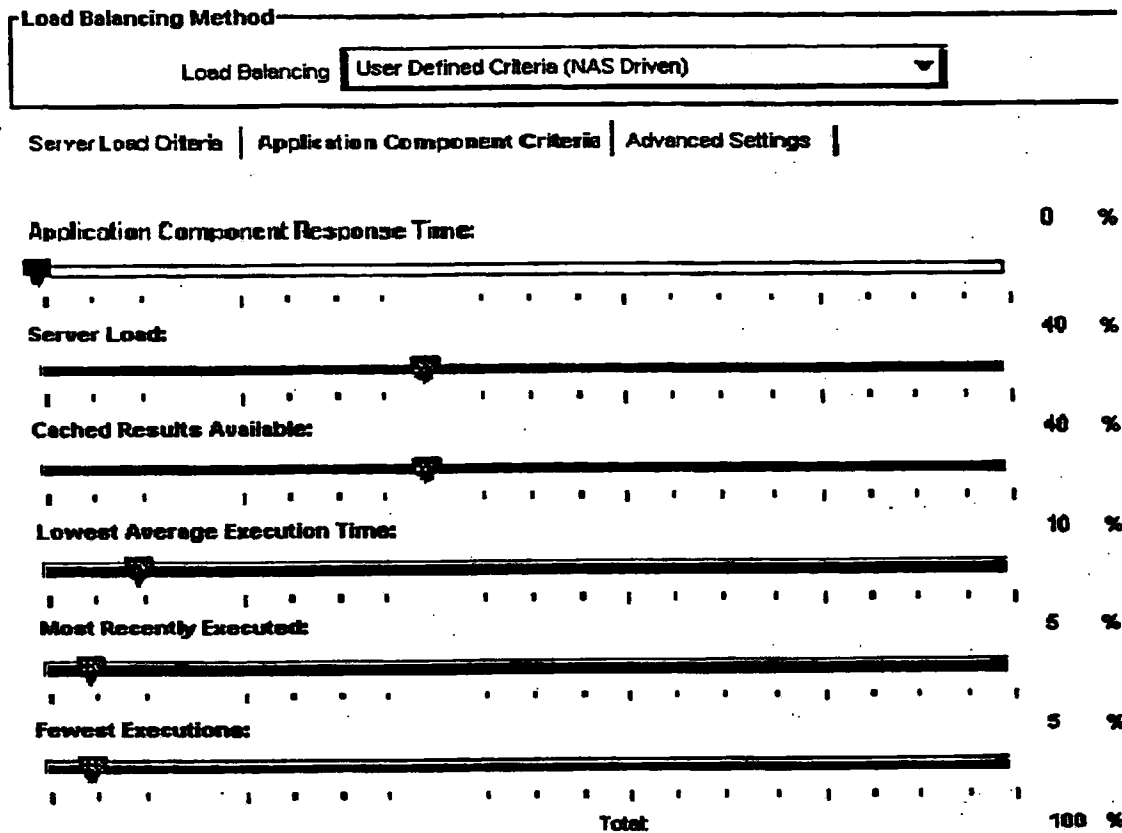 Load Balancing Method
Load Balancing User Defined Criteria (NAS Driven)
Server Load Criteria | Application Component Criteria | Advanced Settings |
Application Component Response Time: 0 %
Server Load: 40 %
Cached Results Available: 40 %
Lowest Average Execution Time: 10 %
Most Recently Executed: 5 %
Fewest Executions: 5 %
Total: 100 %